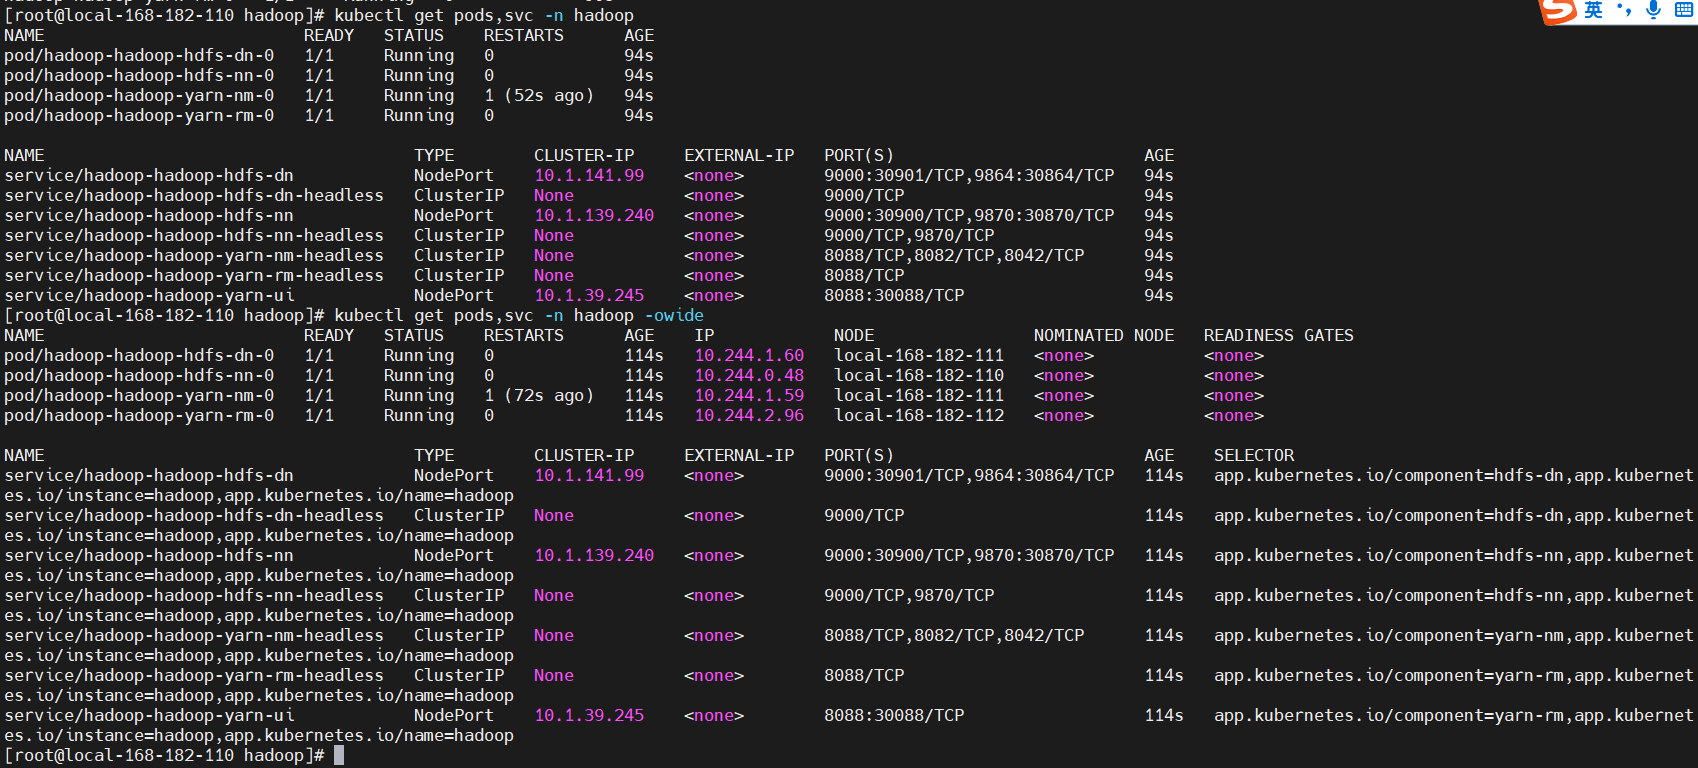 [root@local-168-182-110 hadoop]# kubectl get pods,svc -n hadoop
NAME READY STATUS RESTARTS AGE
pod/hadoop-hadoop-hdfs-dn-0 1/1 Running 0 94s
pod/hadoop-hadoop-hdfs-nn-0 1/1 Running 0 94s
pod/hadoop-hadoop-yarn-nm-0 1/1 Running 1 (52s ago) 94s
pod/hadoop-hadoop-yarn-rm-0 1/1 Running 0 94s
NAME TYPE CLUSTER-IP EXTERNAL-IP PORT(S) AGE
service/hadoop-hadoop-hdfs-dn NodePort 10.1.141.99 <none> 9000:30901/TCP,9864:30864/TCP 94s
service/hadoop-hadoop-hdfs-dn-headless ClusterIP None <none> 9000/TCP 94s
service/hadoop-hadoop-hdfs-nn NodePort 10.1.139.240 <none> 9000:30900/TCP,9870:30870/TCP 94s
service/hadoop-hadoop-hdfs-nn-headless ClusterIP None <none> 9000/TCP,9870/TCP 94s
service/hadoop-hadoop-yarn-nm-headless ClusterIP None <none> 8088/TCP,8082/TCP,8042/TCP 94s
service/hadoop-hadoop-yarn-rm-headless ClusterIP None <none> 8088/TCP 94s
service/hadoop-hadoop-yarn-ui NodePort 10.1.39.245 <none> 8088:30088/TCP 94s
[root@local-168-182-110 hadoop]# kubectl get pods,svc -n hadoop -owide
NAME READY STATUS RESTARTS AGE IP NODE NOMINATED NODE READINESS GATES
pod/hadoop-hadoop-hdfs-dn-0 1/1 Running 0 114s 10.244.1.60 local-168-182-111 <none> <none>
pod/hadoop-hadoop-hdfs-nn-0 1/1 Running 0 114s 10.244.0.48 local-168-182-110 <none> <none>
pod/hadoop-hadoop-yarn-nm-0 1/1 Running 1 (72s ago) 114s 10.244.1.59 local-168-182-111 <none> <none>
pod/hadoop-hadoop-yarn-rm-0 1/1 Running 0 114s 10.244.2.96 local-168-182-112 <none> <none>
NAME TYPE CLUSTER-IP EXTERNAL-IP PORT(S) AGE SELECTOR
service/hadoop-hadoop-hdfs-dn NodePort 10.1.141.99 <none> 9000:30901/TCP,9864:30864/TCP 114s app.kubernetes.io/component=hdfs-dn,app.kubernet
es.io/instance=hadoop,app.kubernetes.io/name=hadoop
service/hadoop-hadoop-hdfs-dn-headless ClusterIP None <none> 9000/TCP 114s app.kubernetes.io/component=hdfs-dn,app.kubernet
es.io/instance=hadoop,app.kubernetes.io/name=hadoop
service/hadoop-hadoop-hdfs-nn NodePort 10.1.139.240 <none> 9000:30900/TCP,9870:30870/TCP 114s app.kubernetes.io/component=hdfs-nn,app.kubernet
es.io/instance=hadoop,app.kubernetes.io/name=hadoop
service/hadoop-hadoop-hdfs-nn-headless ClusterIP None <none> 9000/TCP,9870/TCP 114s app.kubernetes.io/component=hdfs-nn,app.kubernet
es.io/instance=hadoop,app.kubernetes.io/name=hadoop
service/hadoop-hadoop-yarn-nm-headless ClusterIP None <none> 8088/TCP,8082/TCP,8042/TCP 114s app.kubernetes.io/component=yarn-nm,app.kubernet
es.io/instance=hadoop,app.kubernetes.io/name=hadoop
service/hadoop-hadoop-yarn-rm-headless ClusterIP None <none> 8088/TCP 114s app.kubernetes.io/component=yarn-rm,app.kubernet
es.io/instance=hadoop,app.kubernetes.io/name=hadoop
service/hadoop-hadoop-yarn-ui NodePort 10.1.39.245 <none> 8088:30088/TCP 114s app.kubernetes.io/component=yarn-rm,app.kubernet
es.io/instance=hadoop,app.kubernetes.io/name=hadoop
[root@local-168-182-110 hadoop]#
英